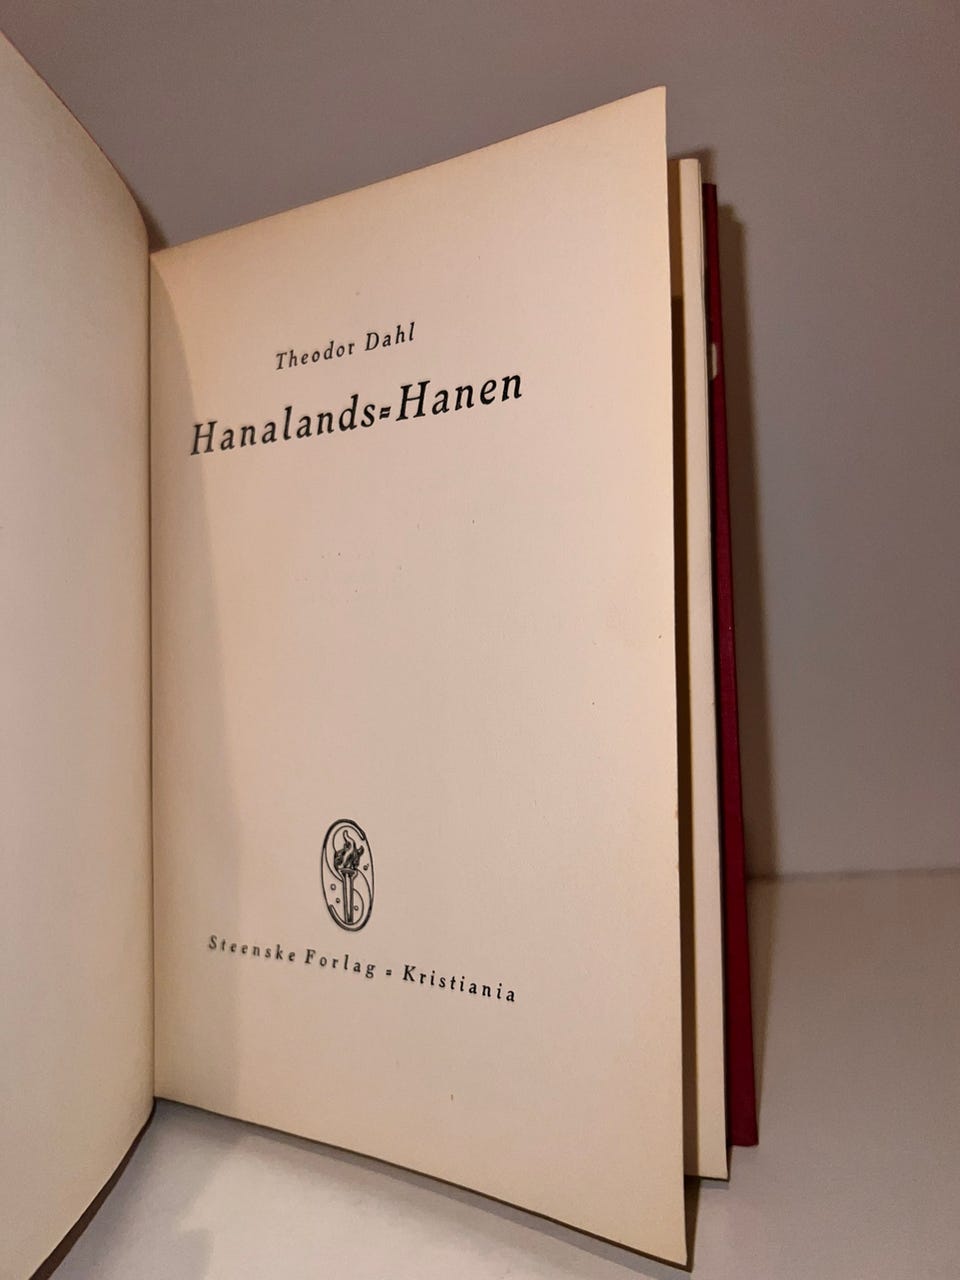 Theodor Dahl
Hanalands=Hanen
Steenske Forlag = Kristiania